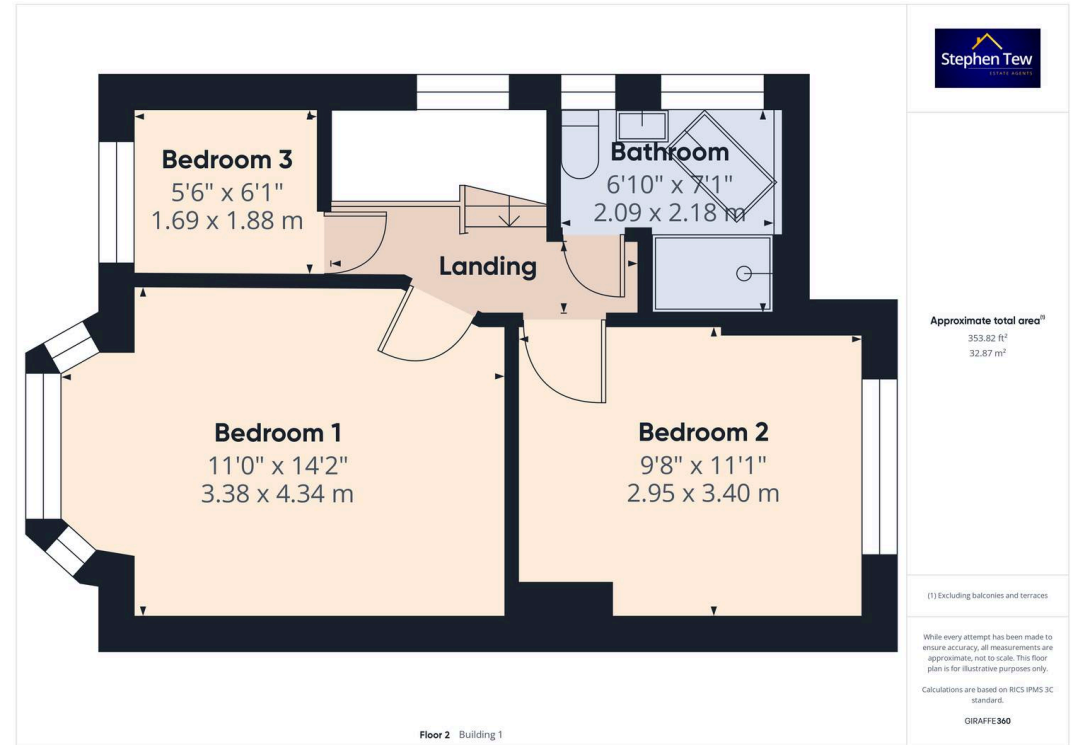 Stephen Tew
ESTATE AGENTS
Bedroom 3
5'6" x 6'1"
1.69 x 1.88 m
Bathroom
6'10" x 7'1"
2.09 x 2.18 m
Landing
Bedroom 1
11'0" x 14'2"
3.38 x 4.34 m
Bedroom 2
9'8" x 11'1"
2.95 x 3.40 m
Approximate total area(1)
353.82 ft²
32.87 m²
(1) Excluding balconies and terraces
While every attempt has been made to
ensure accuracy, all measurements are
approximate, not to scale. This floor
plan is for illustrative purposes only.
Calculations are based on RICS IPMS 3C
standard.
GIRAFFE360
Floor 2 Building 1